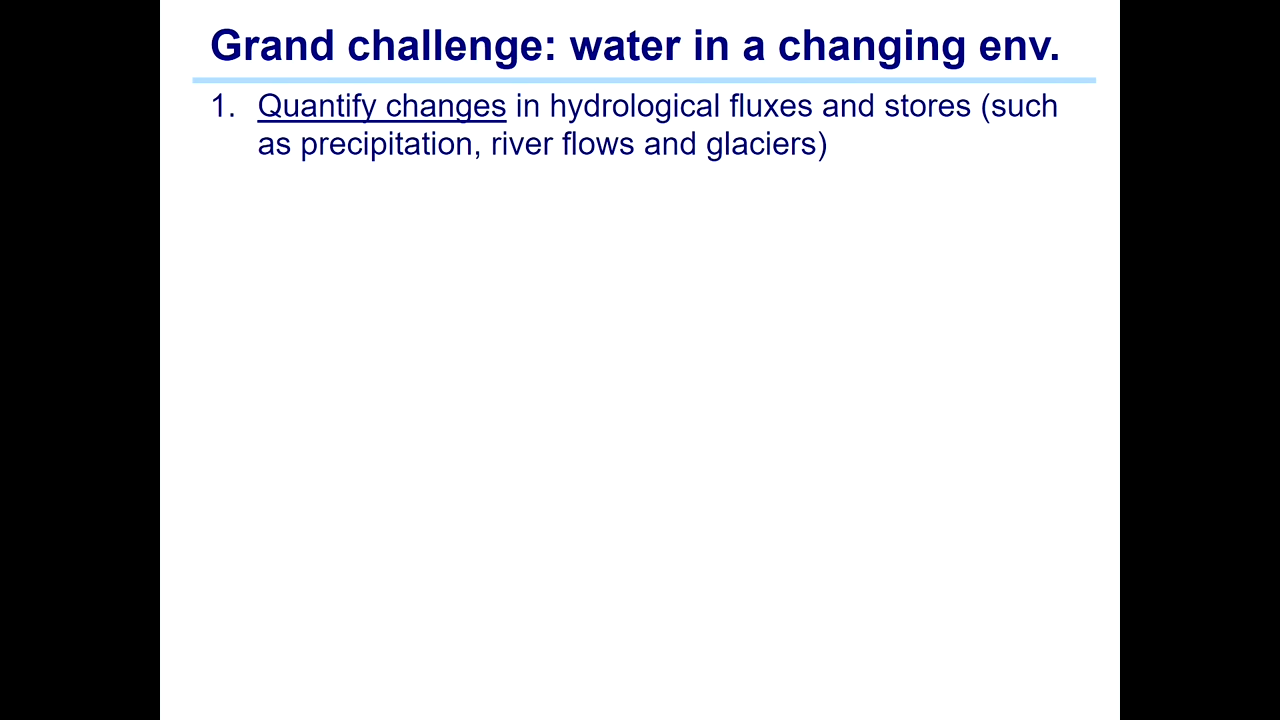 Grand challenge: water in a changing env.
1. Quantify changes in hydrological fluxes and stores (such
as precipitation, river flows and glaciers)